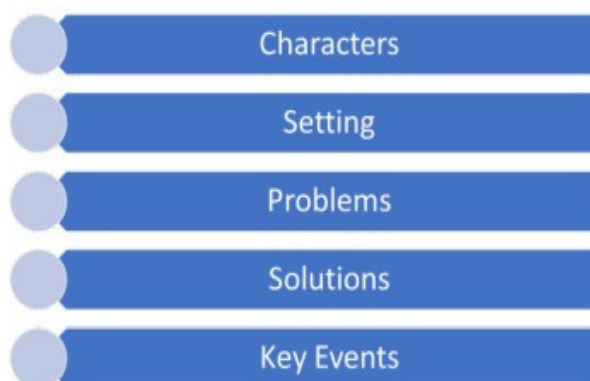 Characters
Setting
Problems
Solutions
Key Events